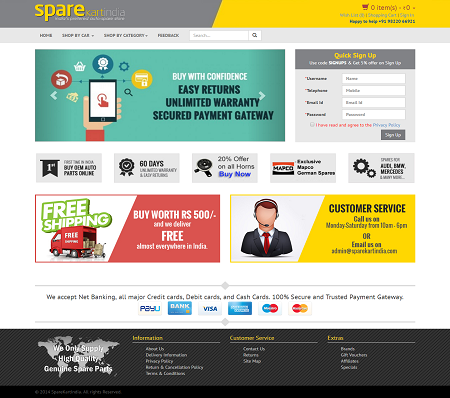 spare kartindia
India's preferred auto spare store
0 item(s) - ₹0
Wish List (0) | Shopping Cart | Sign In
Happy to help +91 93220 66921
HOME SHOP BY CAR SHOP BY CATEGORY FEEDBACK Search
BUY WITH CONFIDENCE
EASY RETURNS
UNLIMITED WARRANTY
SECURED PAYMENT GATEWAY
Quick Sign Up
Use code SIGNUP5 & Get 5% offer on Sign Up
*Username Name
*Telephone Mobile
*Email Id Email Id
*Password Password
I have read and agree to the Privacy Policy
Sign Up
1ST
FIRST TIME IN INDIA
BUY OEM AUTO
PARTS ONLINE
60 DAYS
UNLIMITED WARRANTY
& EASY RETURNS
20% Offer
on all Horns
Buy Now
MAPCO
Exclusive
Mapco
German Spares
SPARES FOR
AUDI, BMW,
MERCEDES
& MANY MORE..
FREE
SHIPPING
FREE
SHIPPING
BUY WORTH RS 500/-
and we deliver
FREE
almost everywhere in India.
CUSTOMER SERVICE
Call us on
Monday-Saturday from 10am - 6pm
OR
Email us on
admin@sparekartindia.com
We accept Net Banking, all major Credit cards, Debit cards, and Cash Cards. 100% Secure and Trusted Payment Gateway.
PayU BANK VISA
We Only Supply
High Quality
Genuine Spare Parts
Information
About Us
Delivery Information
Privacy Policy
Return & Cancellation Policy
Terms & Conditions
Customer Service
Contact Us
Returns
Site Map
Extras
Brands
Gift Vouchers
Affiliates
Specials
© 2014 SpareKartIndia. All rights Reserved